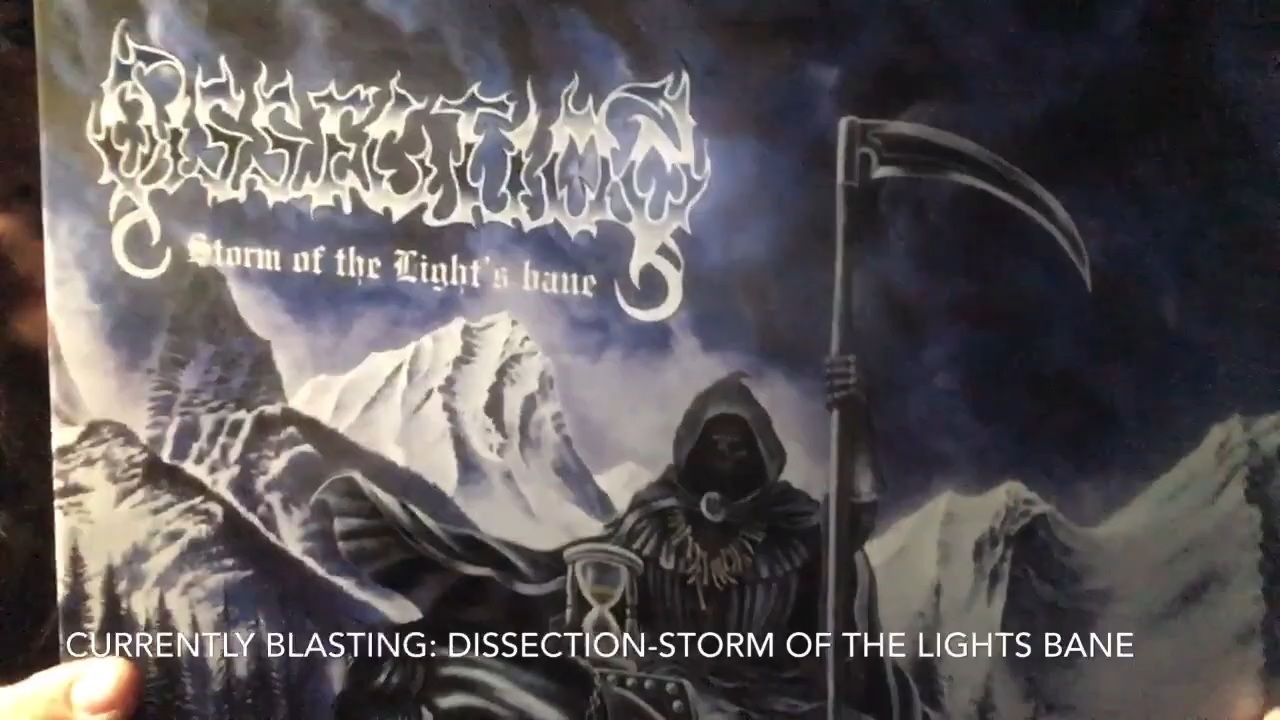 DISSECTION
Storm of the Light's bane
CURRENTLY BLASTING: DISSECTION-STORM OF THE LIGHTS BANE